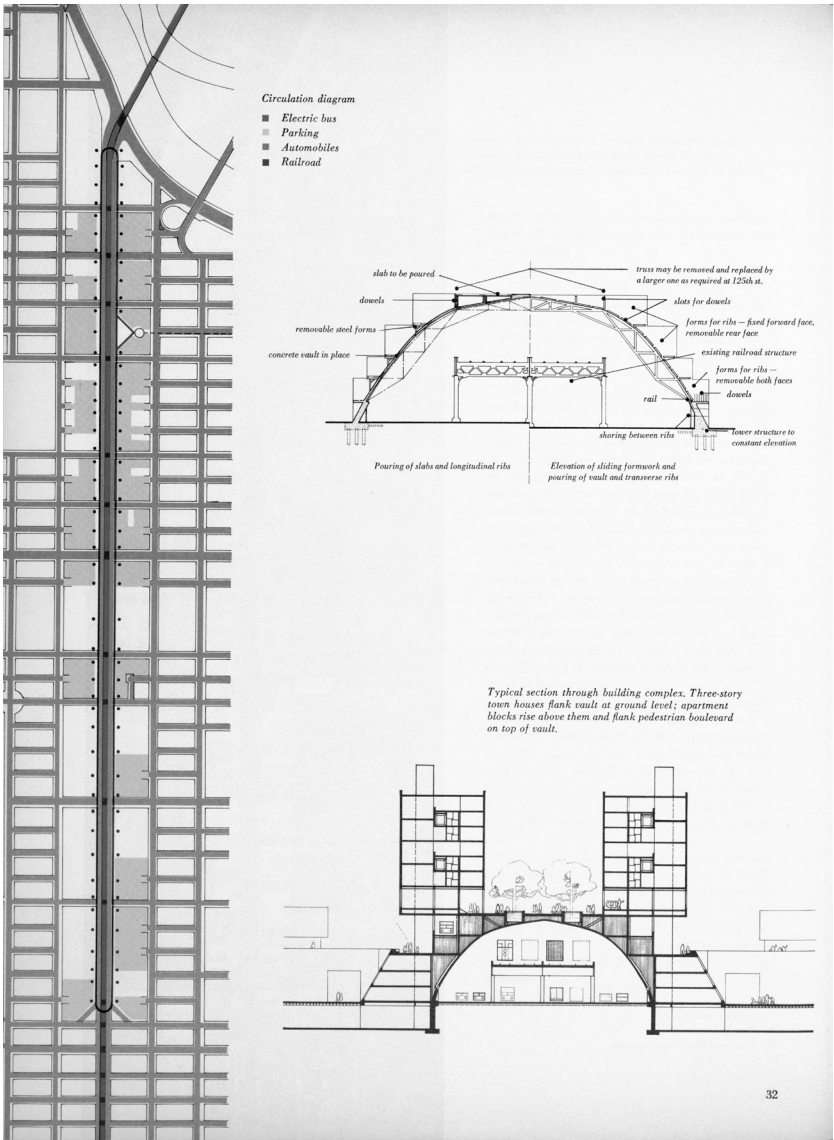 Circulation diagram
Electric bus
Parking
Automobiles
Railroad
slab to be poured
dowels
removable steel forms
concrete vault in place
truss may be removed and replaced by
a larger one as required at 125th st.
slots for dowels
forms for ribs — fixed forward face,
removable rear face
existing railroad structure
forms for ribs —
removable both faces
dowels
rail
shoring between ribs
lower structure to
constant elevation
Pouring of slabs and longitudinal ribs
Elevation of sliding formwork and
pouring of vault and transverse ribs
Typical section through building complex. Three-story
town houses flank vault at ground level; apartment
blocks rise above them and flank pedestrian boulevard
on top of vault.
32